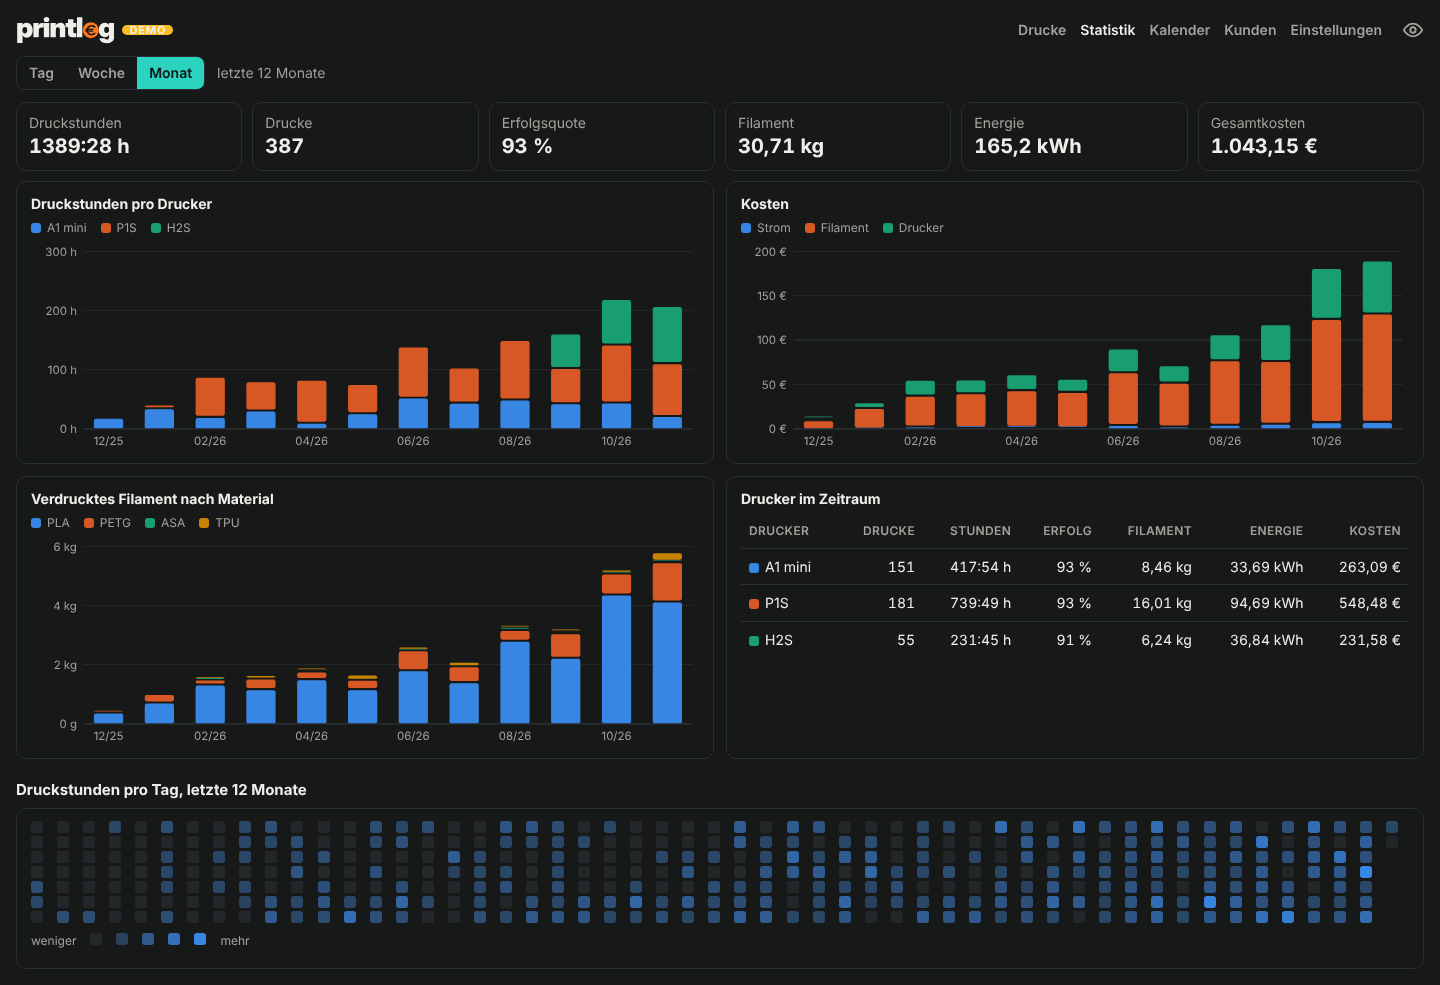 printlog DEMO
Drucke Statistik Kalender Kunden Einstellungen
Tag Woche Monat letzte 12 Monate
Druckstunden
1389:28 h
Drucke
387
Erfolgsquote
93 %
Filament
30,71 kg
Energie
165,2 kWh
Gesamtkosten
1.043,15 €
Druckstunden pro Drucker
A1 mini P1S H2S
300 h
200 h
100 h
0 h
12/25 02/26 04/26 06/26 08/26 10/26
Kosten
Strom Filament Drucker
200 €
150 €
100 €
50 €
0 €
12/25 02/26 04/26 06/26 08/26 10/26
Verdrucktes Filament nach Material
PLA PETG ASA TPU
6 kg
4 kg
2 kg
0 g
12/25 02/26 04/26 06/26 08/26 10/26
Drucker im Zeitraum
DRUCKER DRUCKE STUNDEN ERFOLG FILAMENT ENERGIE KOSTEN
A1 mini 151 417:54 h 93 % 8,46 kg 33,69 kWh 263,09 €
P1S 181 739:49 h 93 % 16,01 kg 94,69 kWh 548,48 €
H2S 55 231:45 h 91 % 6,24 kg 36,84 kWh 231,58 €
Druckstunden pro Tag, letzte 12 Monate
weniger mehr